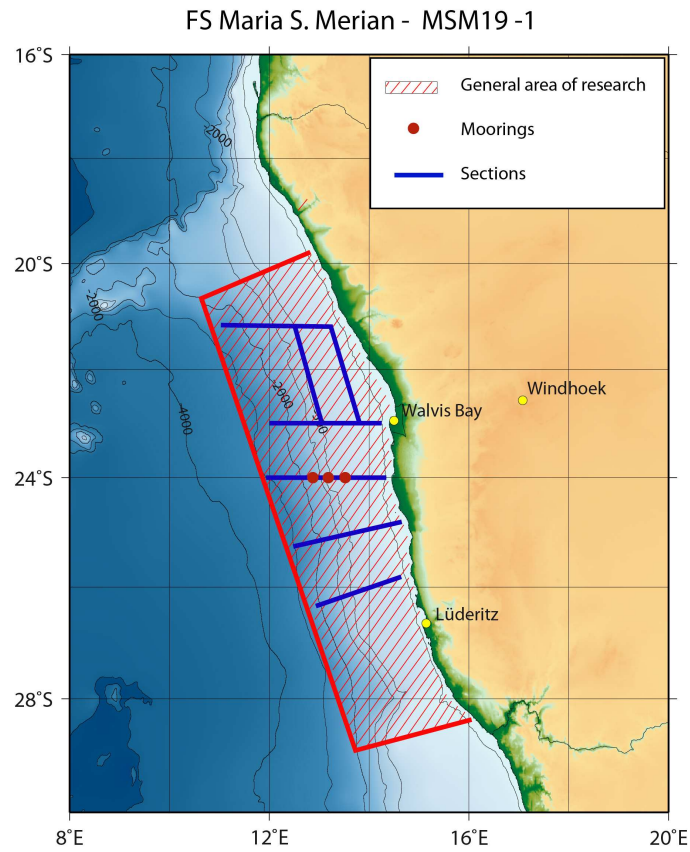 FS Maria S. Merian -  MSM19 -1
16°S
General area of research
Moorings
Sections
-2000
20°S
-2000
Windhoek
-2000
Walvis Bay
-4000
24°S
Lüderitz
28°S
8°E
12°E
16°E
20°E